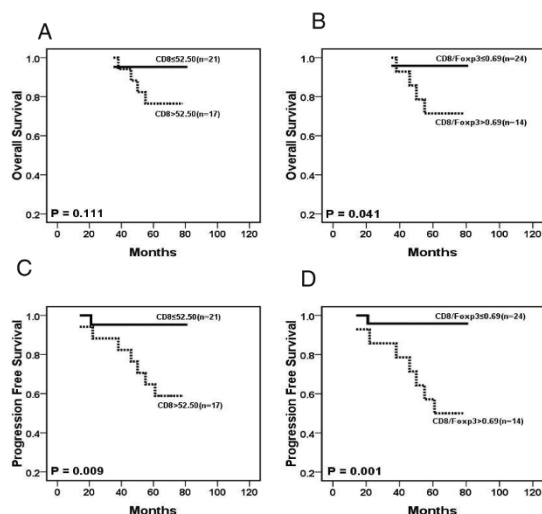 A
CD8≤52.50(n=21)
CD8>52.50(n=17)
Overall Survival
1.0
0.8
0.6
0.4
0.2
P = 0.111
0 20 40 60 80 100 120
Months
B
CD8/Foxp3≤0.69(n=24)
CD8/Foxp3>0.69(n=14)
Overall Survival
1.0
0.8
0.6
0.4
0.2
P = 0.041
0 20 40 60 80 100 120
Months
C
CD8≤52.50(n=21)
CD8>52.50(n=17)
Progression Free Survival
1.0
0.8
0.6
0.4
0.2
P = 0.009
0 20 40 60 80 100 120
Months
D
CD8/Foxp3≤0.69(n=24)
CD8/Foxp3>0.69(n=14)
Progression Free Survival
1.0
0.8
0.6
0.4
0.2
P = 0.001
0 20 40 60 80 100 120
Months